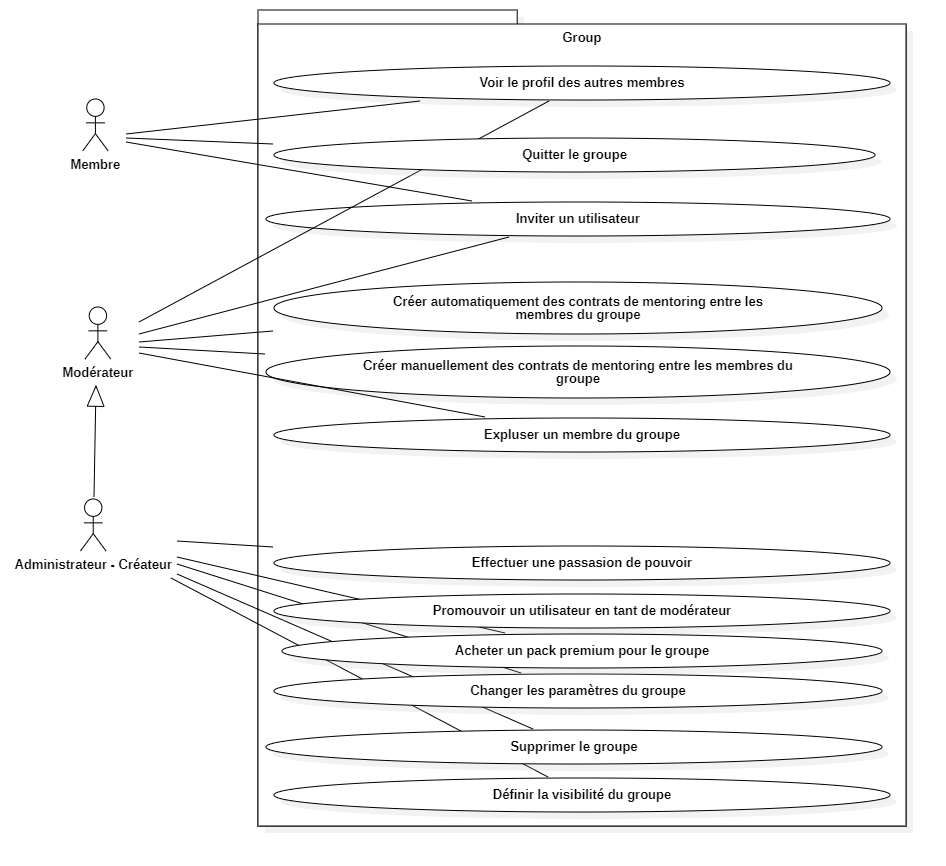 Group
Voir le profil des autres membres
Membre
Quitter le groupe
Inviter un utilisateur
Créer automatiquement des contrats de mentoring entre les
membres du groupe
Modérateur
Créer manuellement des contrats de mentoring entre les membres du
groupe
Expluser un membre du groupe
Administrateur - Créateur
Effectuer une passasion de pouvoir
Promouvoir un utilisateur en tant de modérateur
Acheter un pack premium pour le groupe
Changer les paramètres du groupe
Supprimer le groupe
Définir la visibilité du groupe